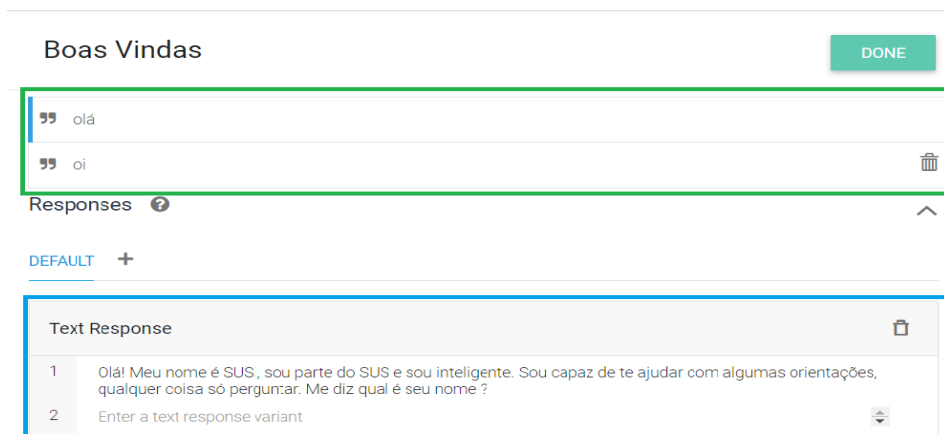 Boas Vindas
DONE
olá
oi
Responses
DEFAULT +
Text Response
1 Olá! Meu nome é SUS , sou parte do SUS e sou inteligente. Sou capaz de te ajudar com algumas orientações,
qualquer coisa só perguntar. Me diz qual é seu nome ?
2 Enter a text response variant